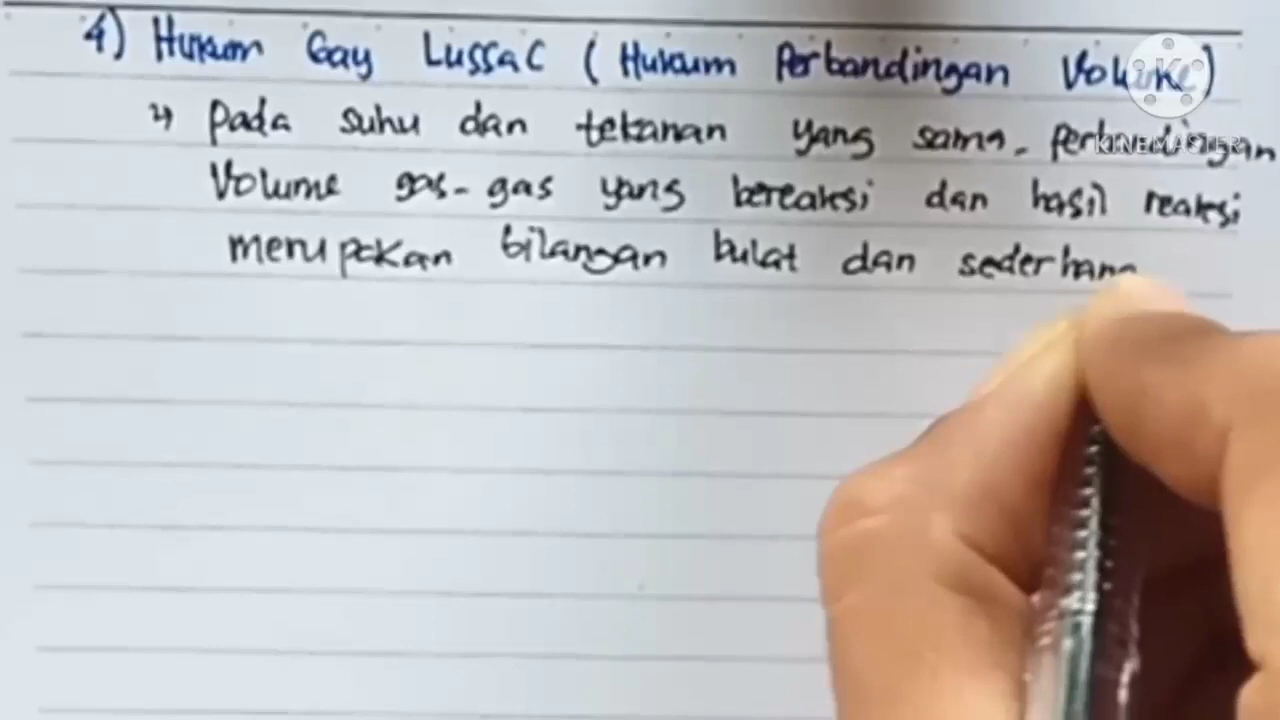 4) Hukum Gay Lussac (Hukum Perbandingan Volume)
↳ Pada suhu dan tekanan yang sama, perbandingan
Volume gas-gas yang bereaksi dan hasil reaksi
merupakan bilangan bulat dan sederhana
KINEMASTER